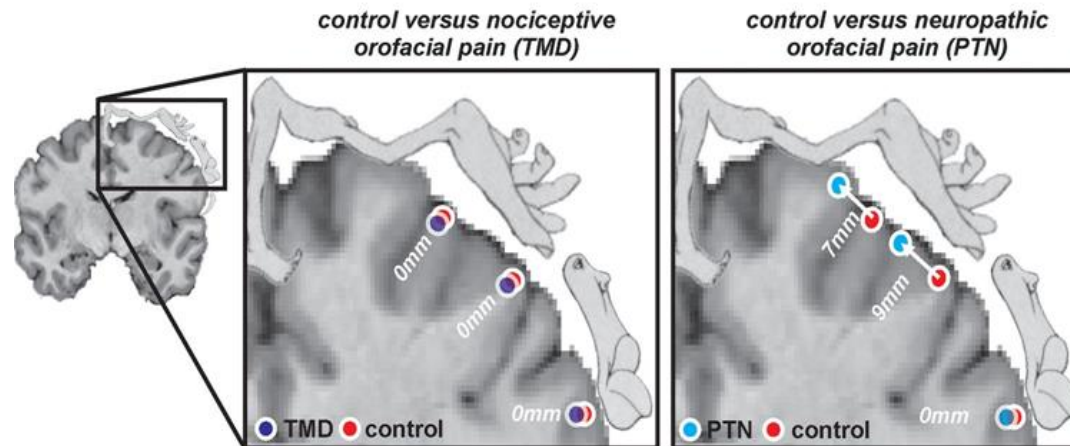 control versus nociceptive
orofacial pain (TMD)
control versus neuropathic
orofacial pain (PTN)
0mm
0mm
0mm
TMD control
7mm
9mm
0mm
PTN control